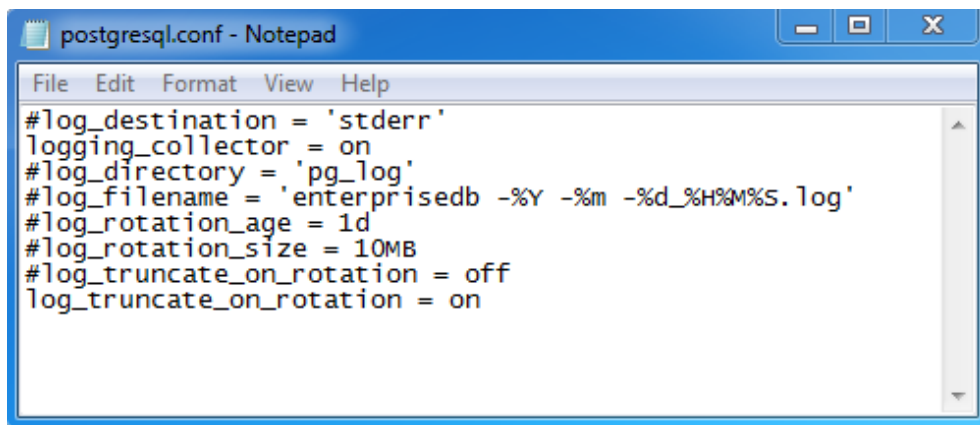 postgresql.conf - Notepad
File Edit Format View Help
#log_destination = 'stderr'
logging_collector = on
#log_directory = 'pg_log'
#log_filename = 'enterprisedb -%Y -%m -%d_%H%M%S.log'
#log_rotation_age = 1d
#log_rotation_size = 10MB
#log_truncate_on_rotation = off
log_truncate_on_rotation = on